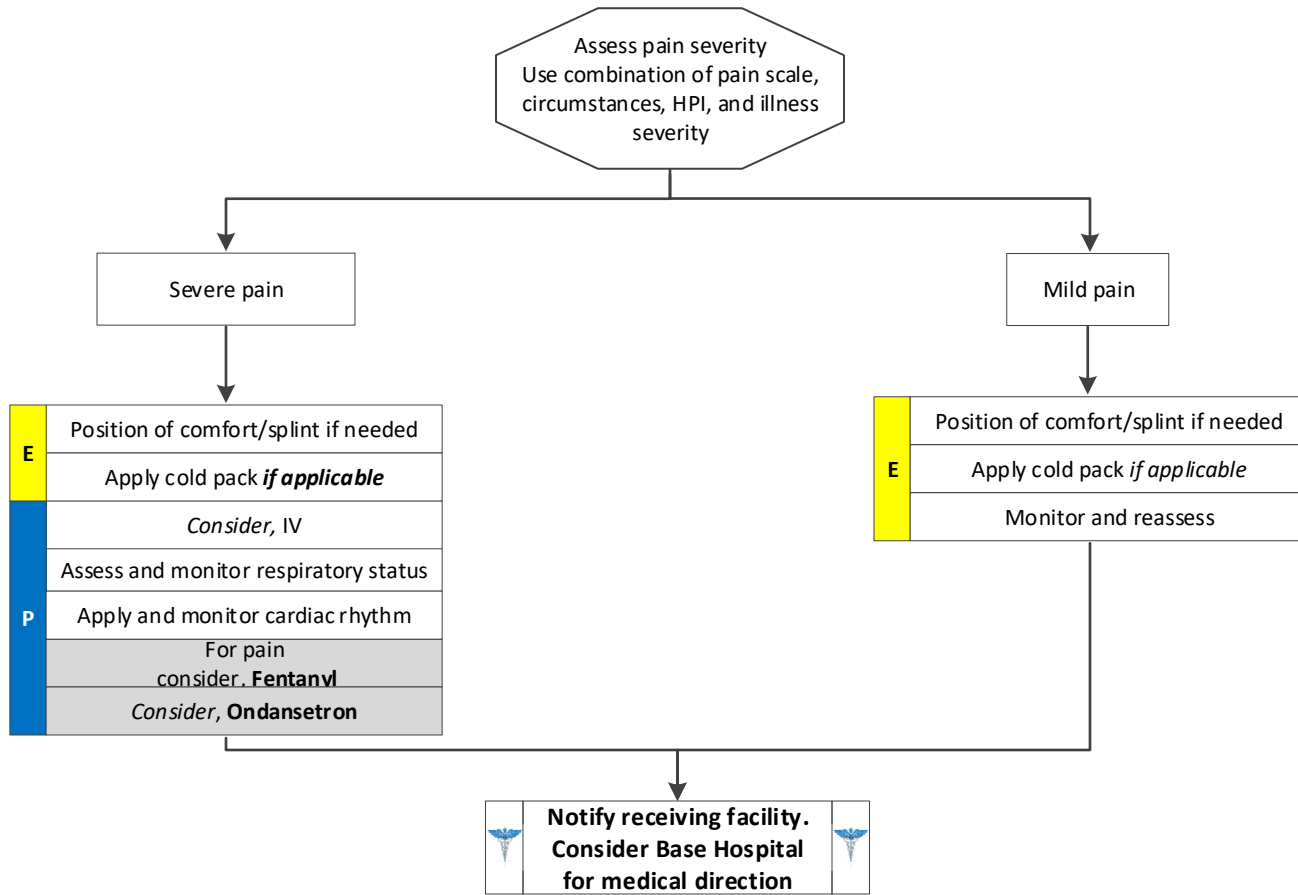 Assess pain severity
Use combination of pain scale,
circumstances, HPI, and illness
severity
Severe pain
Mild pain
E
Position of comfort/splint if needed
Apply cold pack if applicable
P
Consider, IV
Assess and monitor respiratory status
Apply and monitor cardiac rhythm
For pain
consider, Fentanyl
Consider, Ondansetron
E
Position of comfort/splint if needed
Apply cold pack if applicable
Monitor and reassess
Notify receiving facility.
Consider Base Hospital
for medical direction